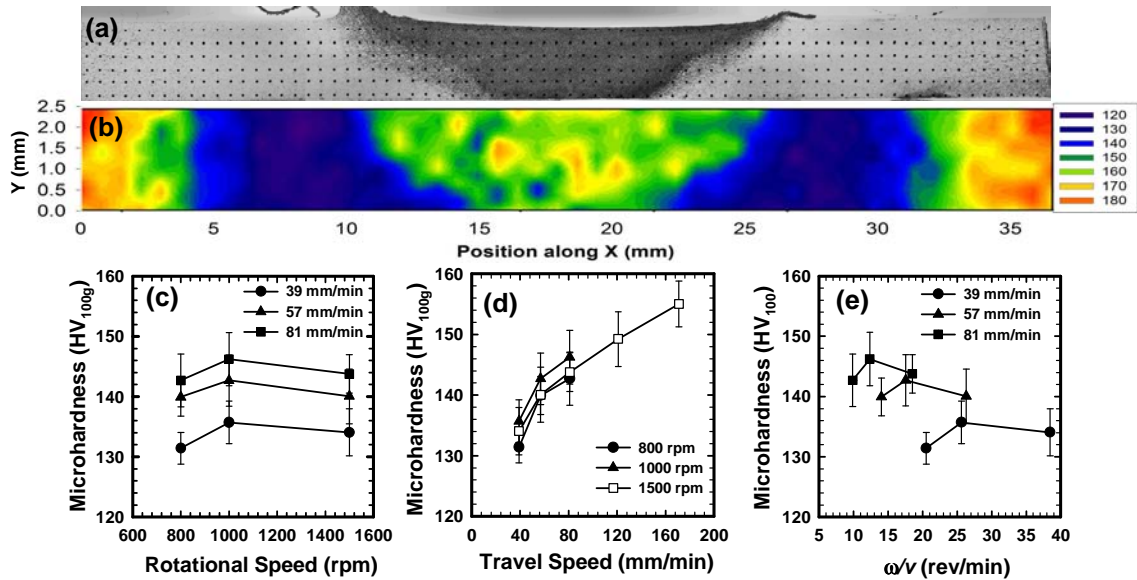 (a)
(b)
2.5
2.0
1.5
1.0
0.5
0.0
Y (mm)
0 5 10 15 20 25 30 35
Position along X (mm)
120
130
140
150
160
170
180
(c)
39 mm/min
57 mm/min
81 mm/min
160
150
140
130
120
Microhardness (HV100g)
400 600 800 1000 1200 1400 1600
Rotational Speed (rpm)
(d)
800 rpm
1000 rpm
1500 rpm
160
150
140
130
120
Microhardness (HV100g)
0 40 80 120 160 200
Travel Speed (mm/min)
(e)
39 mm/min
57 mm/min
81 mm/min
160
150
140
130
120
Microhardness (HV100)
5 10 15 20 25 30 35 40
ω/v (rev/min)